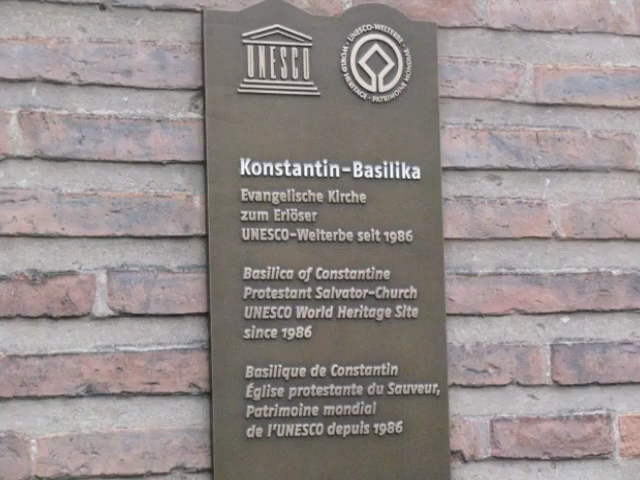 UNESCO
UNESCO-WELTERBE · WORLD HERITAGE · PATRIMOINE MONDIAL
Konstantin-Basilika
Evangelische Kirche
zum Erlöser
UNESCO-Welterbe seit 1986
Basilica of Constantine
Protestant Salvator-Church
UNESCO World Heritage Site
since 1986
Basilique de Constantin
Église protestante du Sauveur,
Patrimoine mondial
de l'UNESCO depuis 1986